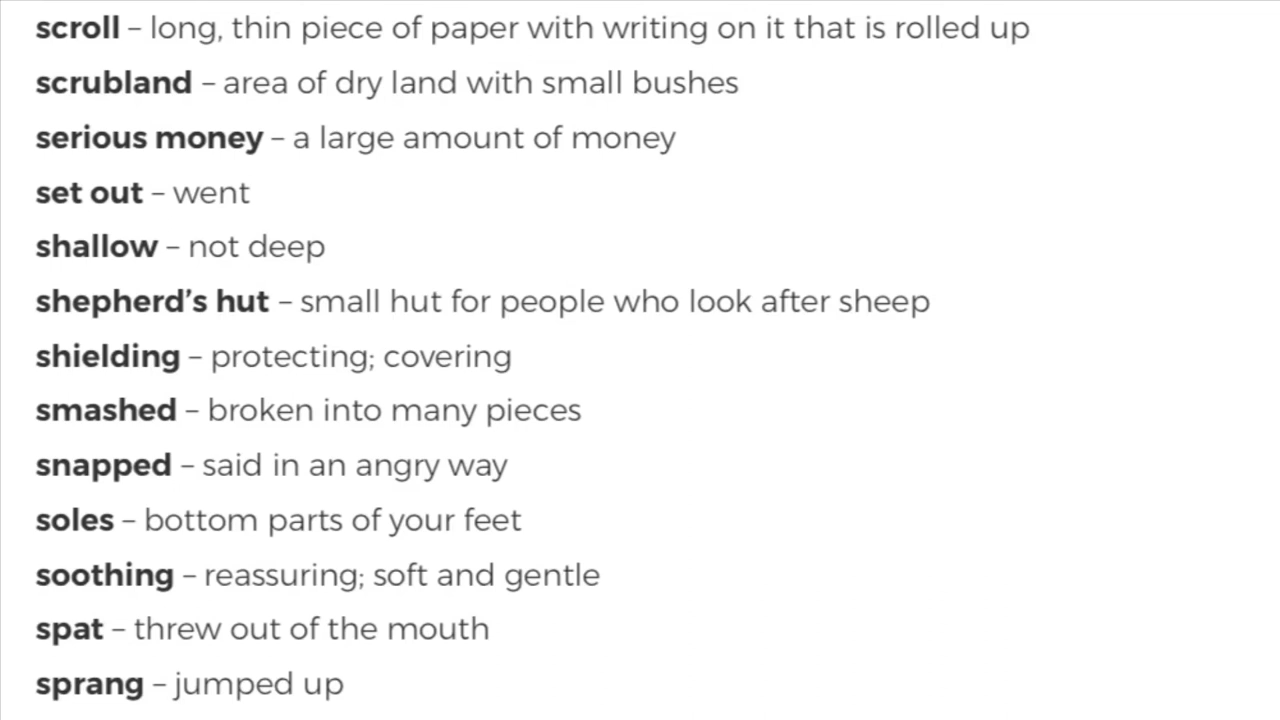 scroll – long, thin piece of paper with writing on it that is rolled up
scrubland – area of dry land with small bushes
serious money – a large amount of money
set out – went
shallow – not deep
shepherd’s hut – small hut for people who look after sheep
shielding – protecting; covering
smashed – broken into many pieces
snapped – said in an angry way
soles – bottom parts of your feet
soothing – reassuring; soft and gentle
spat – threw out of the mouth
sprang – jumped up